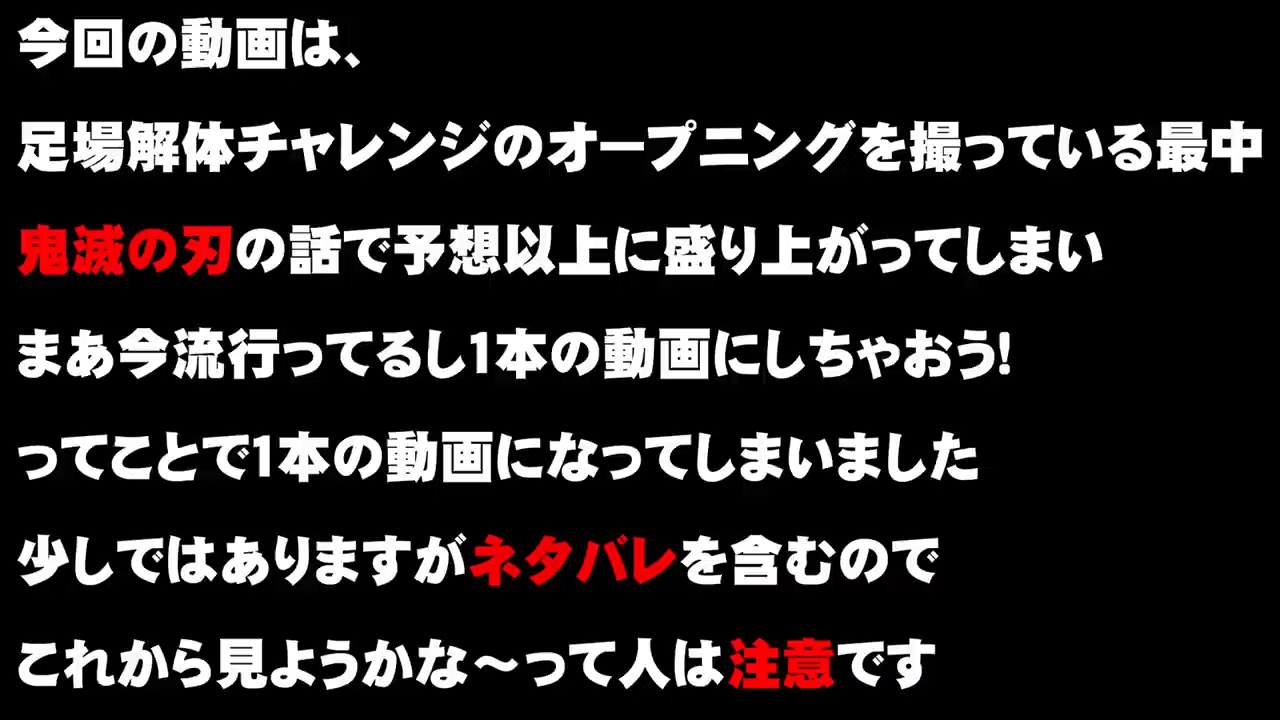 今回の動画は、
足場解体チャレンジのオープニングを撮っている最中
鬼滅の刃の話で予想以上に盛り上がってしまい
まあ今流行ってるし1本の動画にしちゃおう!
ってことで1本の動画になってしまいました
少しではありますがネタバレを含むので
これから見ようかな〜って人は注意です